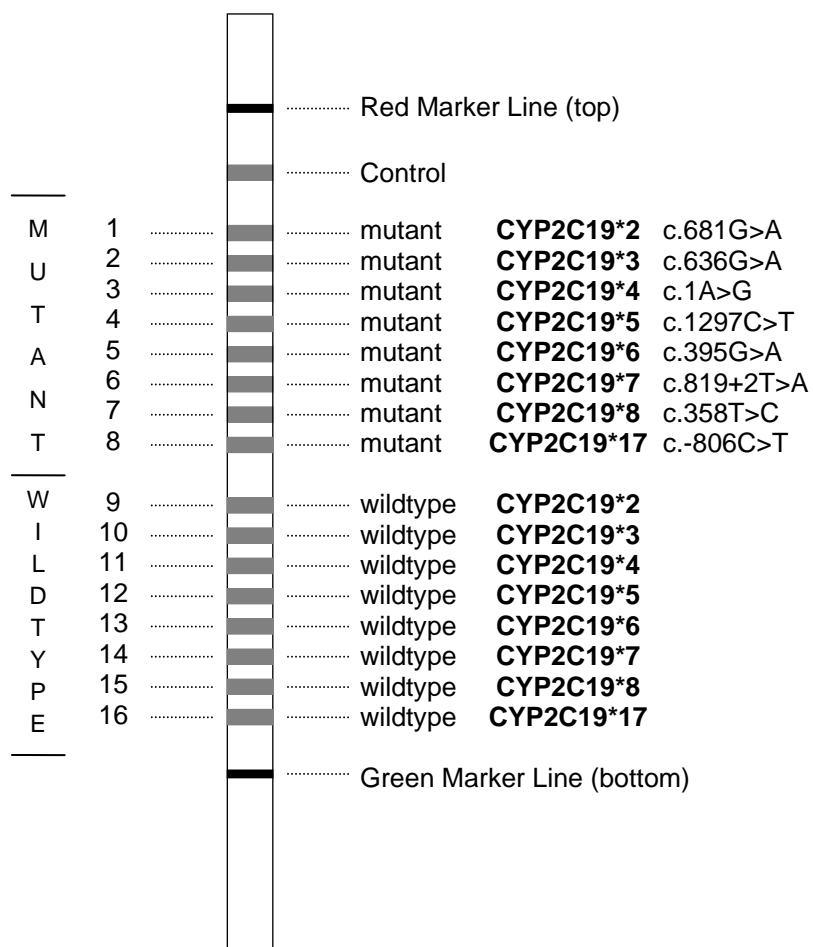 Red Marker Line (top)
Control
M U T A N T
1 mutant CYP2C19*2 c.681G>A
2 mutant CYP2C19*3 c.636G>A
3 mutant CYP2C19*4 c.1A>G
4 mutant CYP2C19*5 c.1297C>T
5 mutant CYP2C19*6 c.395G>A
6 mutant CYP2C19*7 c.819+2T>A
7 mutant CYP2C19*8 c.358T>C
8 mutant CYP2C19*17 c.-806C>T
W I L D T Y P E
9 wildtype CYP2C19*2
10 wildtype CYP2C19*3
11 wildtype CYP2C19*4
12 wildtype CYP2C19*5
13 wildtype CYP2C19*6
14 wildtype CYP2C19*7
15 wildtype CYP2C19*8
16 wildtype CYP2C19*17
Green Marker Line (bottom)